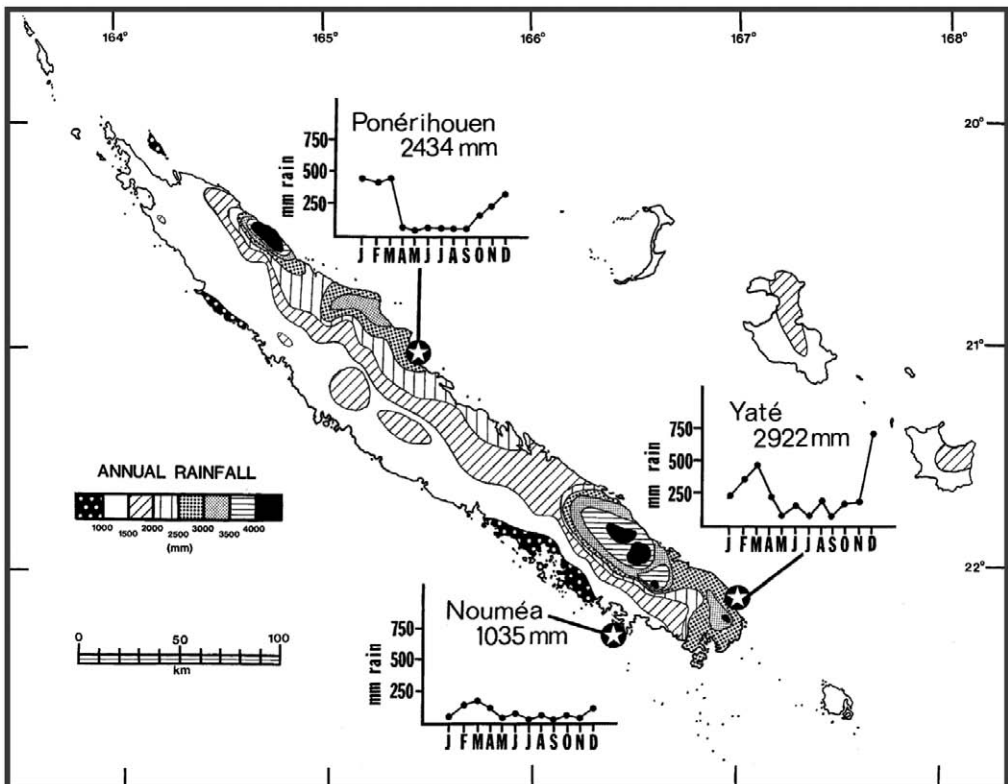 164° 165° 166° 167° 168°
20°
21°
22°
Ponérihouen
2434 mm
mm rain
750
500
250
J F M A M J J A S O N D
Yaté
2922 mm
mm rain
750
500
250
J F M A M J J A S O N D
Nouméa
1035 mm
mm rain
750
500
250
J F M A M J J A S O N D
ANNUAL RAINFALL
1000 2000 2500 3000 4000
1500 3500
(mm)
0 50 100
km